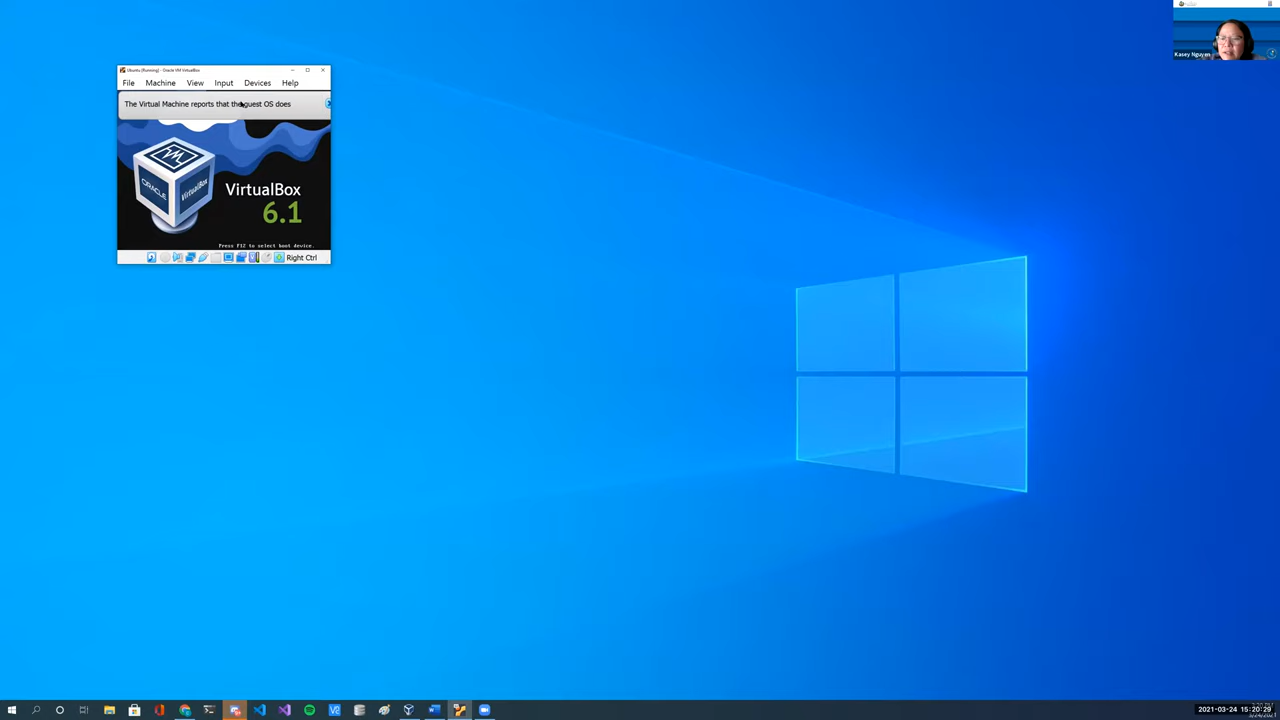 Kasey Nguyen
Ubuntu [Running] - Oracle VM VirtualBox
File Machine View Input Devices Help
The Virtual Machine reports that the guest OS does
ORACLE
VirtualBox
VirtualBox
6.1
Press F12 to select boot device.
Right Ctrl
2021-03-24 15:20:29